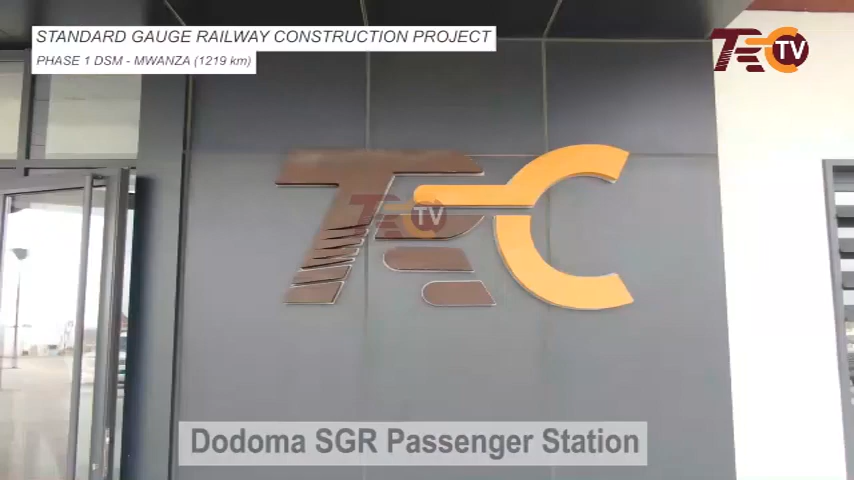 STANDARD GAUGE RAILWAY CONSTRUCTION PROJECT
PHASE 1 DSM - MWANZA (1219 km)
TRC TV
TRC
TRC TV
Dodoma SGR Passenger Station